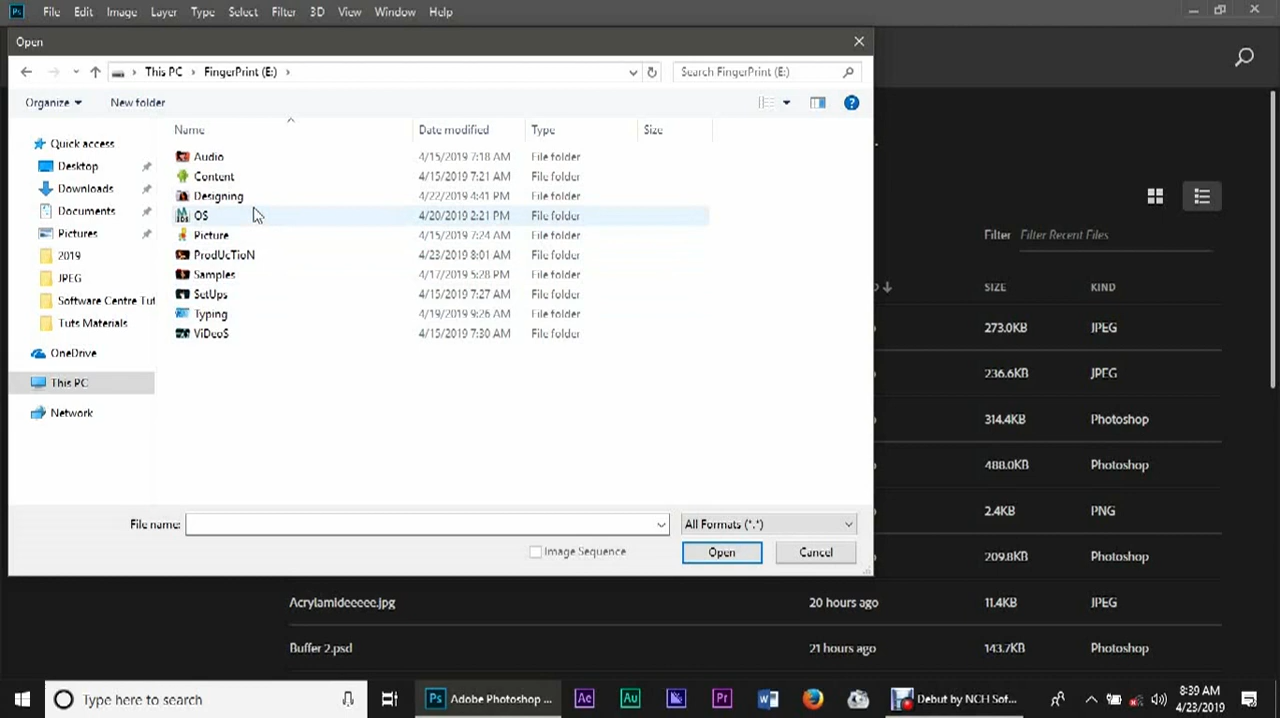 Ps File Edit Image Layer Type Select Filter 3D View Window Help
Open
This PC FingerPrint (E:) Search FingerPrint (E:)
Organize New folder
Name Date modified Type Size
Quick access
Desktop
Downloads
Documents
Pictures
2019
JPEG
Software Centre Tut
Tuts Materials
OneDrive
This PC
Network
Audio 4/15/2019 7:18 AM File folder
Content 4/15/2019 7:21 AM File folder
Designing 4/22/2019 4:41 PM File folder
OS 4/20/2019 2:21 PM File folder
Picture 4/15/2019 7:24 AM File folder
ProdUcTioN 4/23/2019 8:01 AM File folder
Samples 4/17/2019 5:28 PM File folder
SetUps 4/15/2019 7:27 AM File folder
Typing 4/19/2019 9:26 AM File folder
ViDeoS 4/15/2019 7:30 AM File folder
File name: All Formats (*.*)
Image Sequence Open Cancel
Filter Filter Recent Files
SIZE KIND
273.0KB JPEG
236.6KB JPEG
314.4KB Photoshop
488.0KB Photoshop
2.4KB PNG
209.8KB Photoshop
Acrylamideeeee.jpg 20 hours ago 11.4KB JPEG
Buffer 2.psd 21 hours ago 143.7KB Photoshop
Type here to search Ps Adobe Photoshop ... Ae Au Pr Debut by NCH Sof...
8:39 AM
4/23/2019